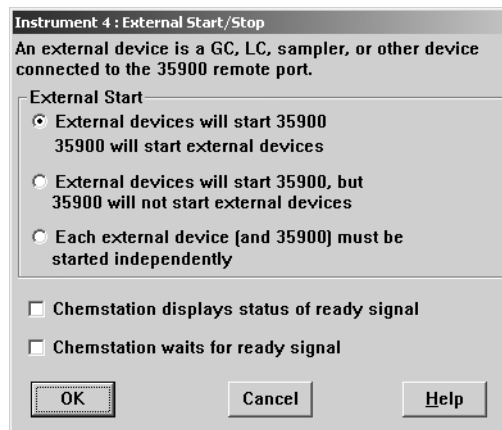 Instrument 4 : External Start/Stop
An external device is a GC, LC, sampler, or other device
connected to the 35900 remote port.
External Start
External devices will start 35900
35900 will start external devices
External devices will start 35900, but
35900 will not start external devices
Each external device (and 35900) must be
started independently
Chemstation displays status of ready signal
Chemstation waits for ready signal
OK
Cancel
Help